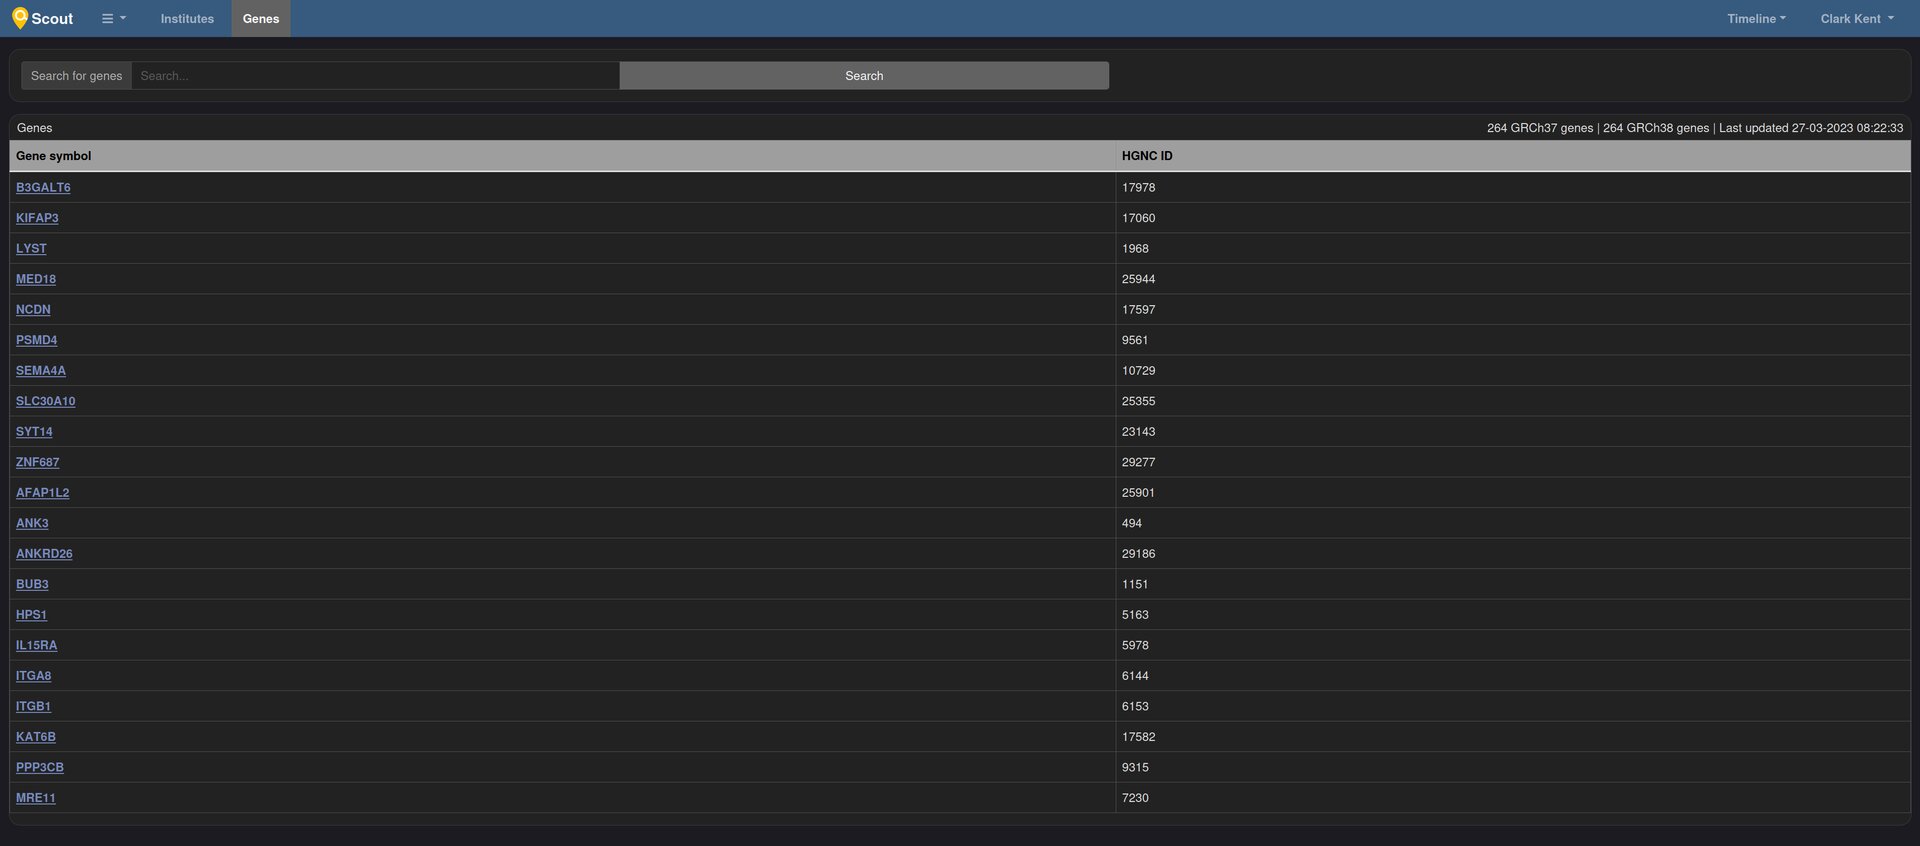 Scout Institutes Genes Timeline Clark Kent
Search for genes Search... Search
Genes 264 GRCh37 genes | 264 GRCh38 genes | Last updated 27-03-2023 08:22:33
Gene symbol HGNC ID
B3GALT6 17978
KIFAP3 17060
LYST 1968
MED18 25944
NCDN 17597
PSMD4 9561
SEMA4A 10729
SLC30A10 25355
SYT14 23143
ZNF687 29277
AFAP1L2 25901
ANK3 494
ANKRD26 29186
BUB3 1151
HPS1 5163
IL15RA 5978
ITGA8 6144
ITGB1 6153
KAT6B 17582
PPP3CB 9315
MRE11 7230